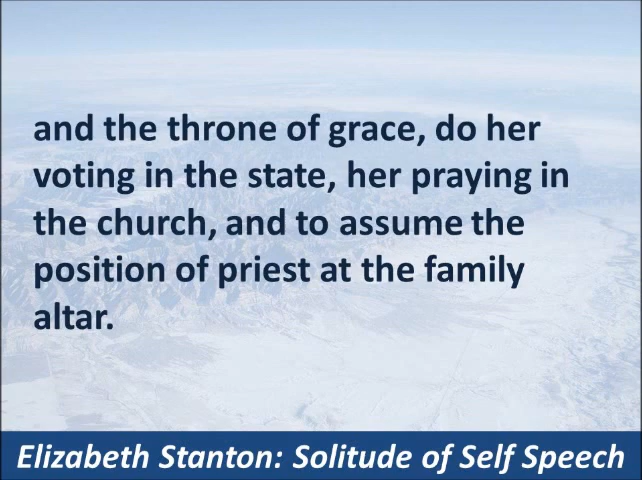 and the throne of grace, do her
voting in the state, her praying in
the church, and to assume the
position of priest at the family
altar.
Elizabeth Stanton: Solitude of Self Speech